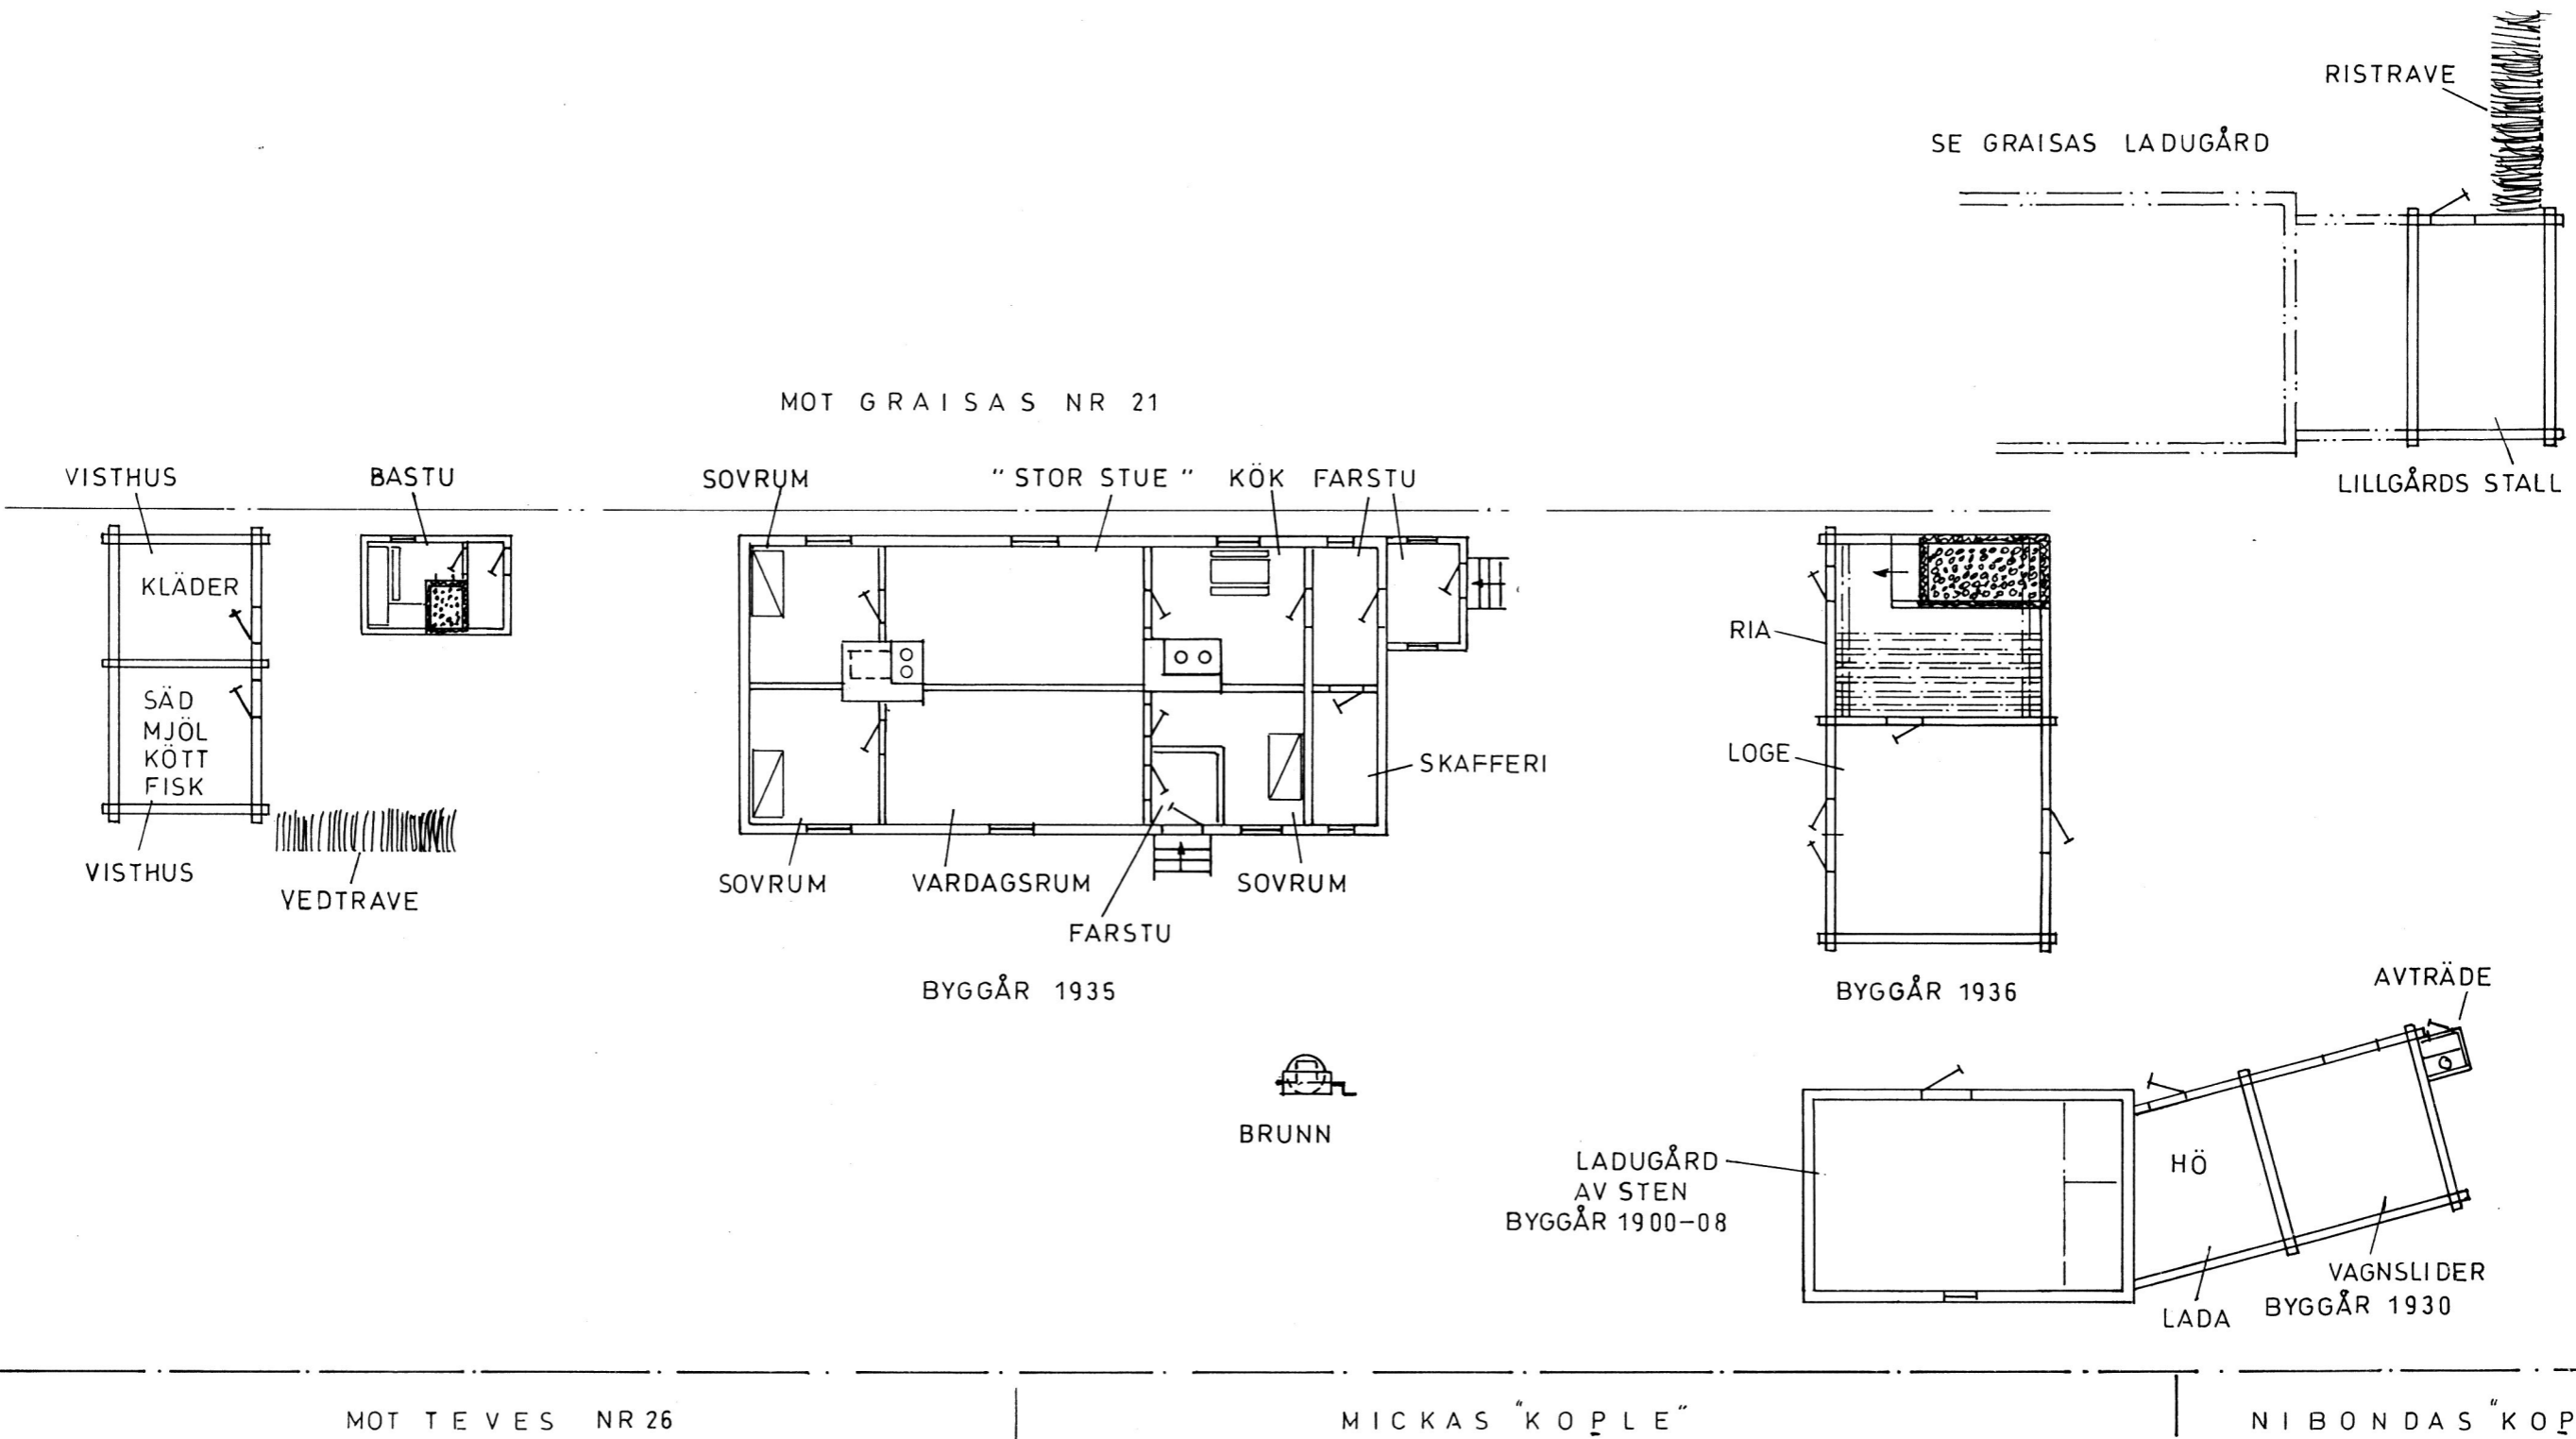 RISTRAVE
SE GRAISAS LADUGÅRD
MOT GRAISAS NR 21
VISTHUS
BASTU
SOVRUM
"STOR STUE"
KÖK
FARSTU
LILLGÅRDS STALL
KLÄDER
SÄD
MJÖL
KÖTT
FISK
RIA
LOGE
SKAFFERI
VISTHUS
VEDTRAVE
SOVRUM
VARDAGSRUM
SOVRUM
FARSTU
BYGGÅR 1935
BYGGÅR 1936
AVTRÄDE
BRUNN
LADUGÅRD
AV STEN
BYGGÅR 1900-08
HÖ
VAGNSLIDER
BYGGÅR 1930
LADA
MOT TEVES NR 26
MICKAS "KOPLE"
NIBONDAS "KOP